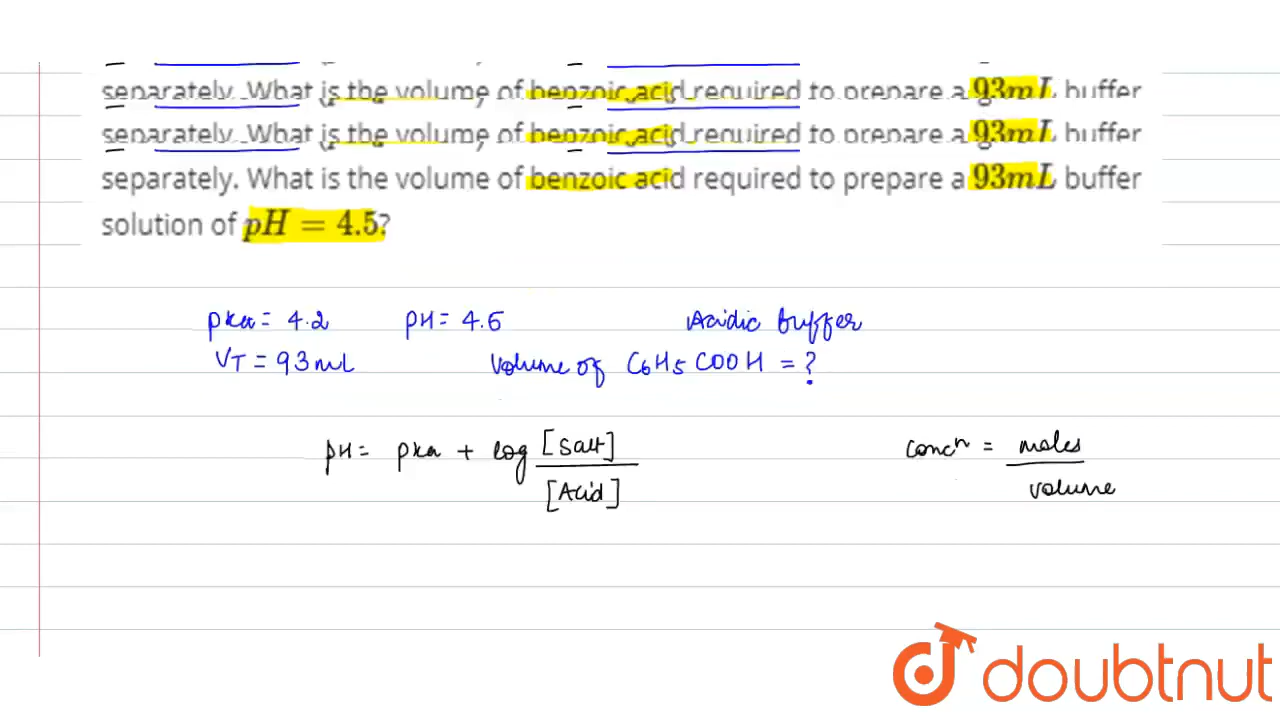 separately. What is the volume of benzoic acid required to prepare a 93mL buffer
separately. What is the volume of benzoic acid required to prepare a 93mL buffer
separately. What is the volume of benzoic acid required to prepare a 93mL buffer
solution of pH = 4.5?
pka = 4.2 pH = 4.5 Acidic buffer
VT = 93 mL Volume of C6H5COOH = ?
pH = pka + log [Salt] / [Acid] concn = moles / volume
doubtnut